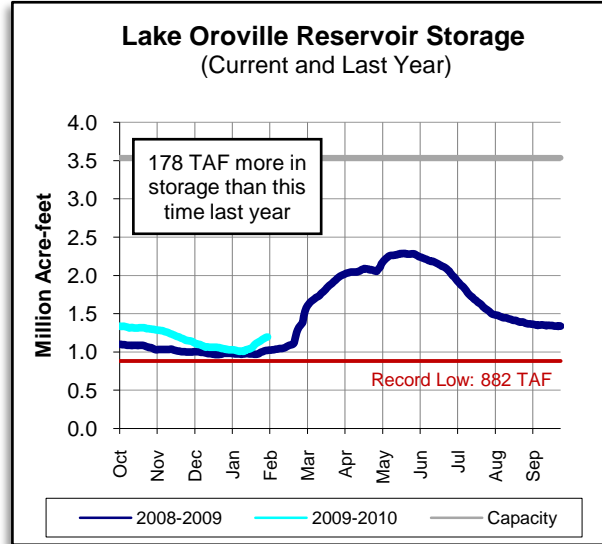 Lake Oroville Reservoir Storage
(Current and Last Year)
4.0
3.5
3.0
2.5
2.0
1.5
1.0
0.5
0.0
Million Acre-feet
178 TAF more in
storage than this
time last year
Record Low: 882 TAF
Oct Nov Dec Jan Feb Mar Apr May Jun Jul Aug Sep
2008-2009 2009-2010 Capacity